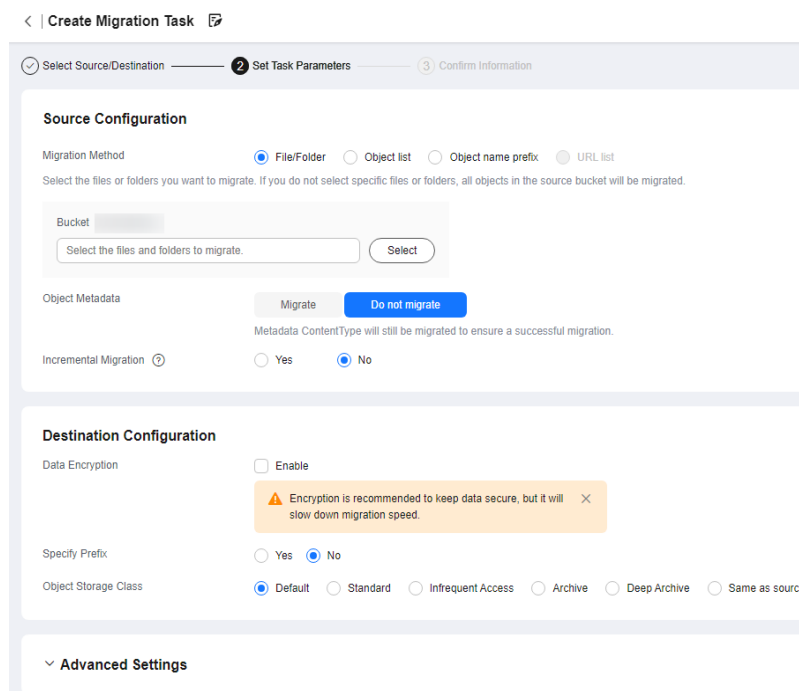 Create Migration Task
Select Source/Destination 2 Set Task Parameters 3 Confirm Information
Source Configuration
Migration Method File/Folder Object list Object name prefix URL list
Select the files or folders you want to migrate. If you do not select specific files or folders, all objects in the source bucket will be migrated.
Bucket
Select the files and folders to migrate. Select
Object Metadata Migrate Do not migrate
Metadata ContentType will still be migrated to ensure a successful migration.
Incremental Migration ? Yes No
Destination Configuration
Data Encryption Enable
Encryption is recommended to keep data secure, but it will
slow down migration speed.
Specify Prefix Yes No
Object Storage Class Default Standard Infrequent Access Archive Deep Archive Same as sourc
Advanced Settings